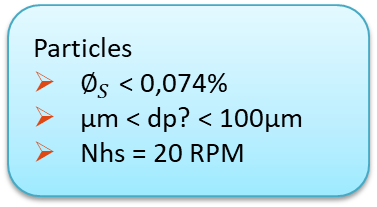 Particles
➢ Ø𝑆 < 0,074%
➢ µm < dp? < 100µm
➢ Nhs = 20 RPM